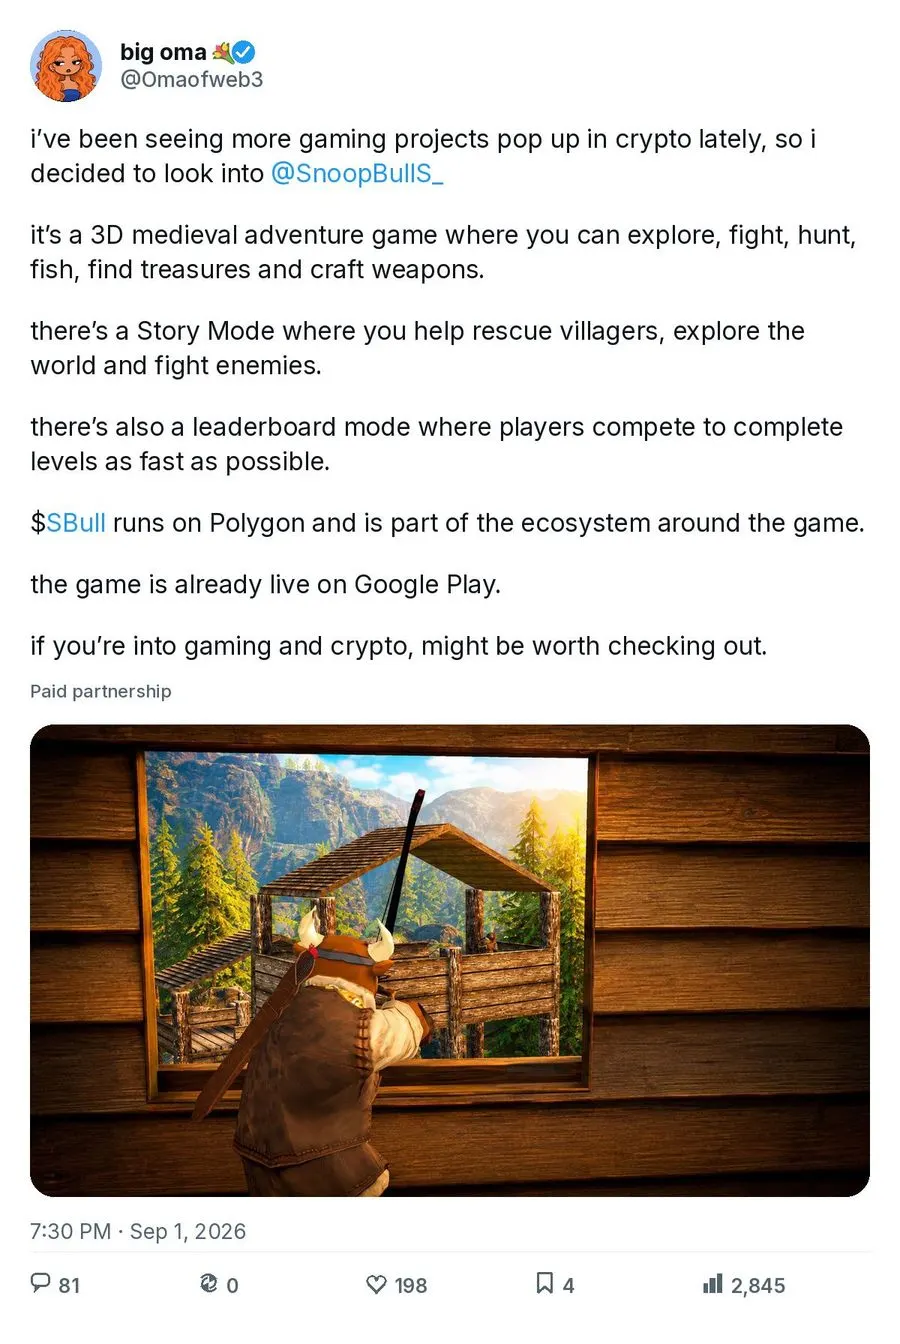 big oma
@Omaofweb3
i’ve been seeing more gaming projects pop up in crypto lately, so i
decided to look into @SnoopBullS_
it’s a 3D medieval adventure game where you can explore, fight, hunt,
fish, find treasures and craft weapons.
there’s a Story Mode where you help rescue villagers, explore the
world and fight enemies.
there’s also a leaderboard mode where players compete to complete
levels as fast as possible.
$SBull runs on Polygon and is part of the ecosystem around the game.
the game is already live on Google Play.
if you’re into gaming and crypto, might be worth checking out.
Paid partnership
7:30 PM · Sep 1, 2026
81 0 198 4 2,845